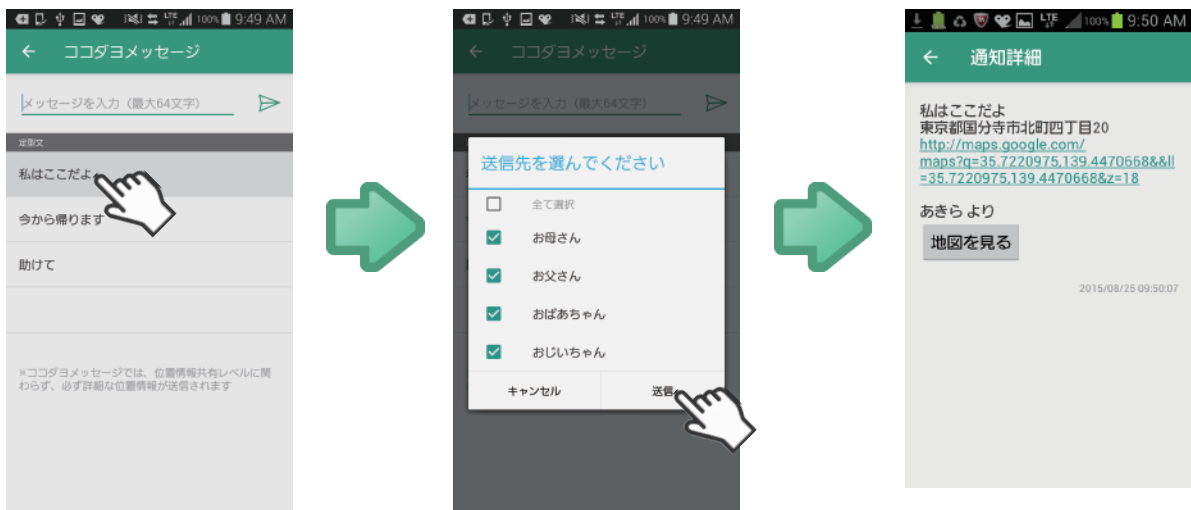 100% 9:49 AM
ココダヨメッセージ
メッセージを入力（最大64文字）
定型文
私はここだよ
今から帰ります
助けて
※ココダヨメッセージでは、位置情報共有レベルに関
わらず、必ず詳細な位置情報が送信されます
LTE 100% 9:49 AM
ココダヨメッセージ
メッセージを入力（最大64文字）
送信先を選んでください
全て選択
お母さん
お父さん
おばあちゃん
おじいちゃん
キャンセル
送信
LTE 100% 9:50 AM
通知詳細
私はここだよ
東京都国分寺市北町四丁目20
http://maps.google.com/
maps?q=35.7220975,139.4470668&&ll
=35.7220975,139.4470668&z=18
あきら より
地図を見る
2015/08/25 09:50:07